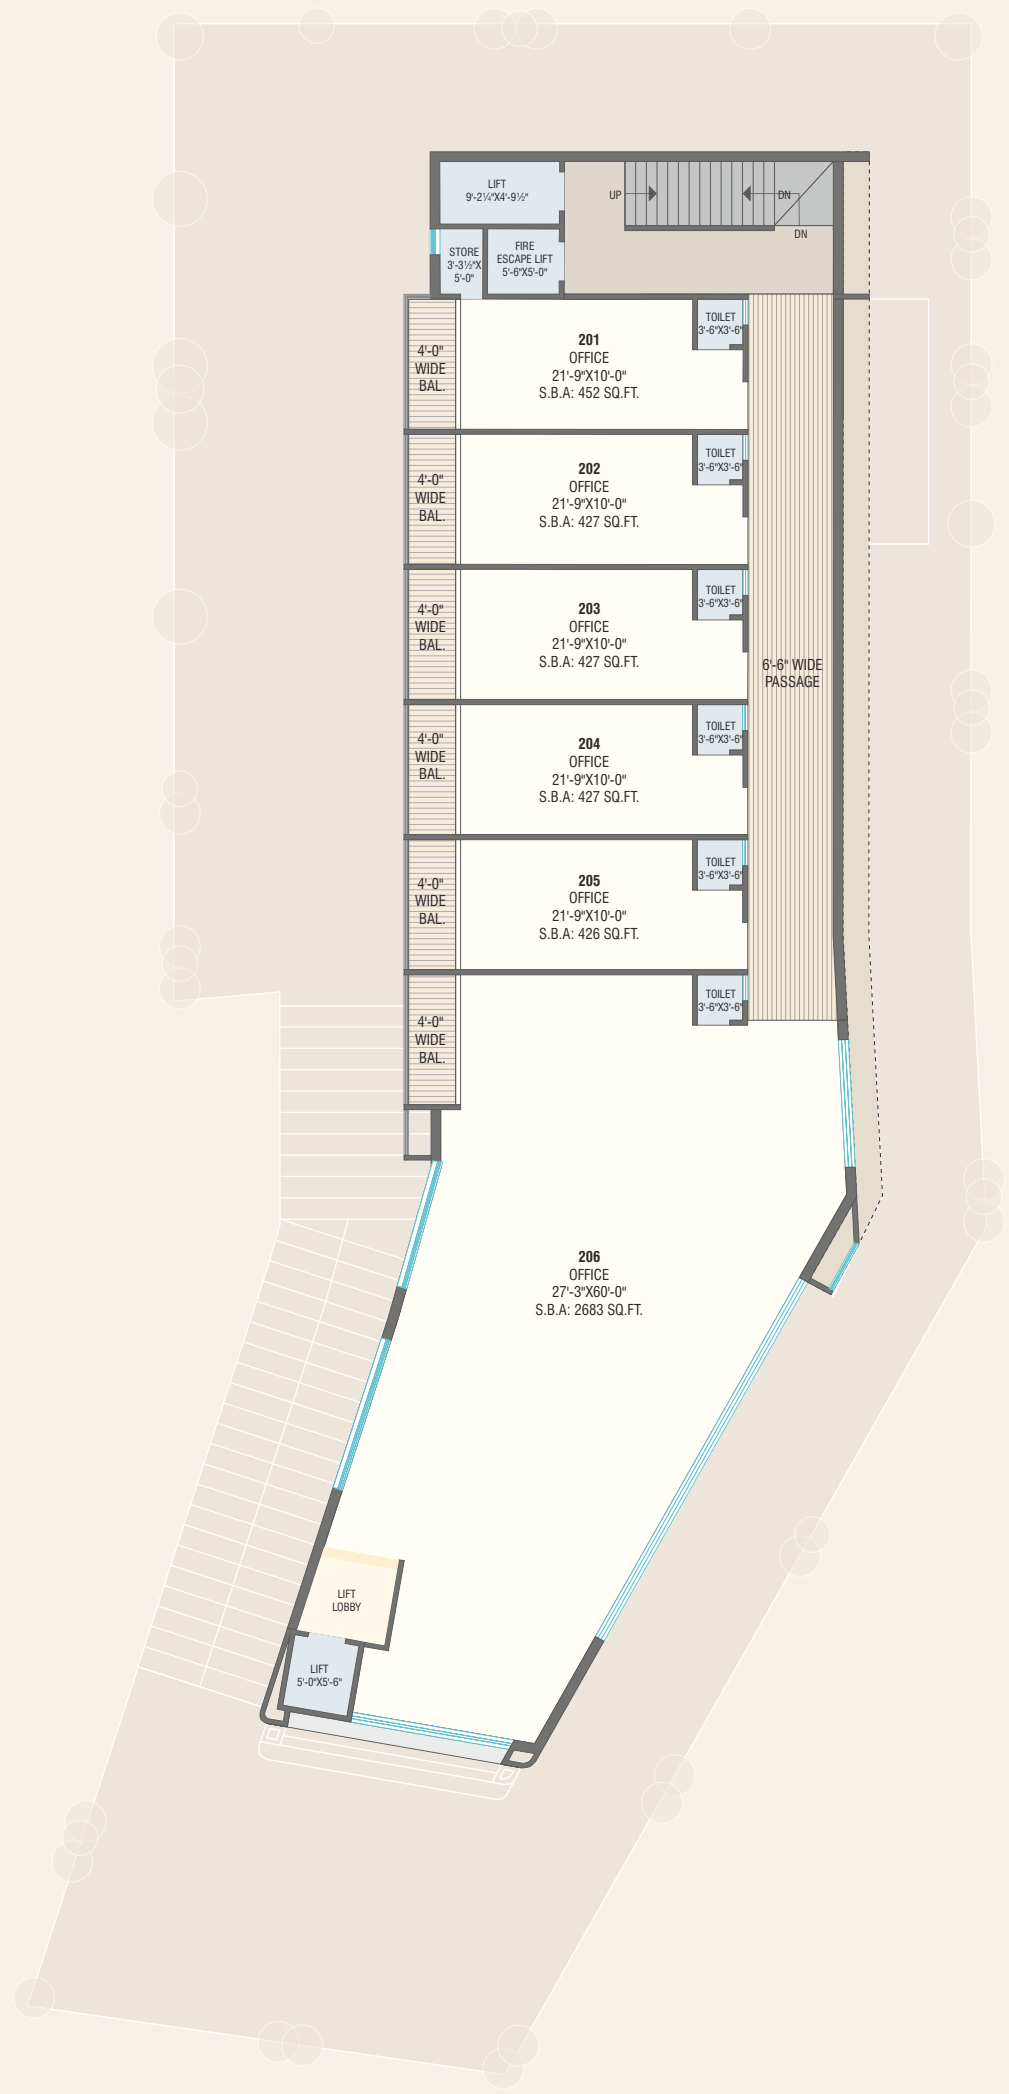 LIFT
9'-2¼"X4'-9½"
UP
DN
DN
STORE
3'-3½"X
5'-0"
FIRE
ESCAPE LIFT
5'-6"X5'-0"
4'-0"
WIDE
BAL.
201
OFFICE
21'-9"X10'-0"
S.B.A: 452 SQ.FT.
TOILET
3'-6"X3'-6"
4'-0"
WIDE
BAL.
202
OFFICE
21'-9"X10'-0"
S.B.A: 427 SQ.FT.
TOILET
3'-6"X3'-6"
4'-0"
WIDE
BAL.
203
OFFICE
21'-9"X10'-0"
S.B.A: 427 SQ.FT.
TOILET
3'-6"X3'-6"
6'-6" WIDE
PASSAGE
4'-0"
WIDE
BAL.
204
OFFICE
21'-9"X10'-0"
S.B.A: 427 SQ.FT.
TOILET
3'-6"X3'-6"
4'-0"
WIDE
BAL.
205
OFFICE
21'-9"X10'-0"
S.B.A: 426 SQ.FT.
TOILET
3'-6"X3'-6"
4'-0"
WIDE
BAL.
TOILET
3'-6"X3'-6"
206
OFFICE
27'-3"X60'-0"
S.B.A: 2683 SQ.FT.
LIFT
LOBBY
LIFT
5'-0"X5'-6"